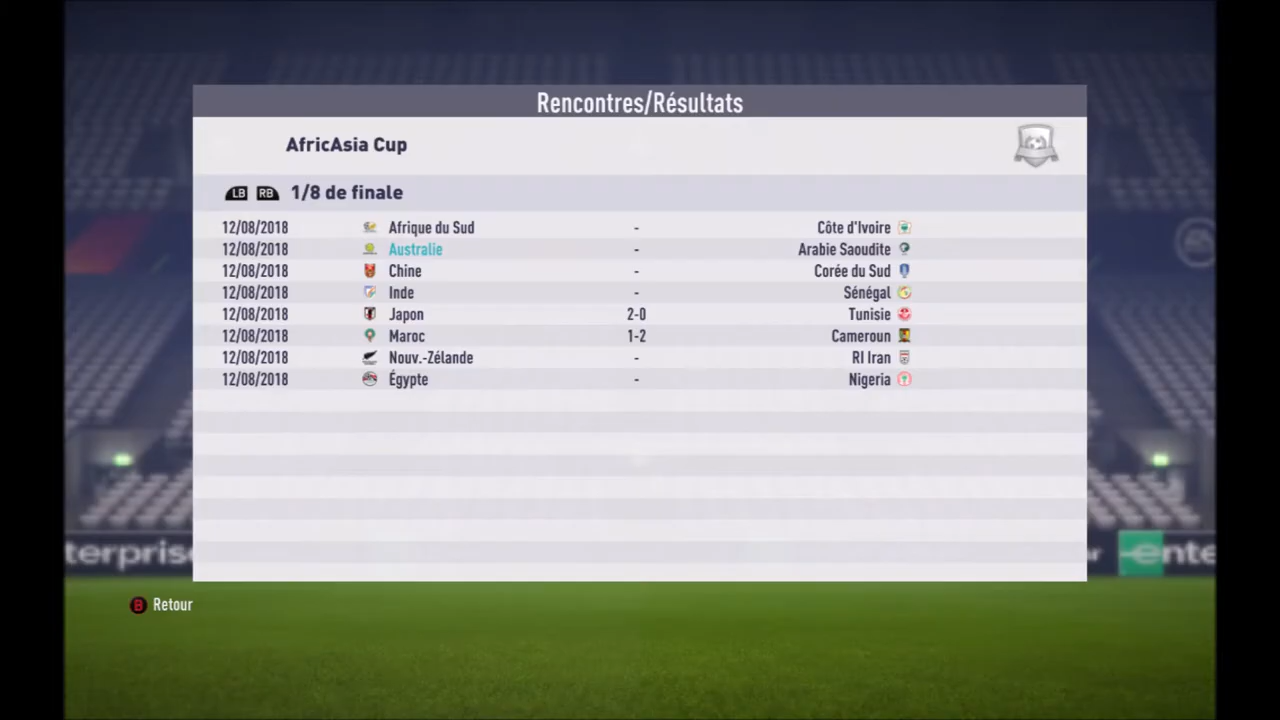 Rencontres/Résultats
AfricAsia Cup
LB RB 1/8 de finale
12/08/2018 Afrique du Sud - Côte d'Ivoire
12/08/2018 Australie - Arabie Saoudite
12/08/2018 Chine - Corée du Sud
12/08/2018 Inde - Sénégal
12/08/2018 Japon 2-0 Tunisie
12/08/2018 Maroc 1-2 Cameroun
12/08/2018 Nouv.-Zélande - RI Iran
12/08/2018 Égypte - Nigeria
terpris
ente
B Retour